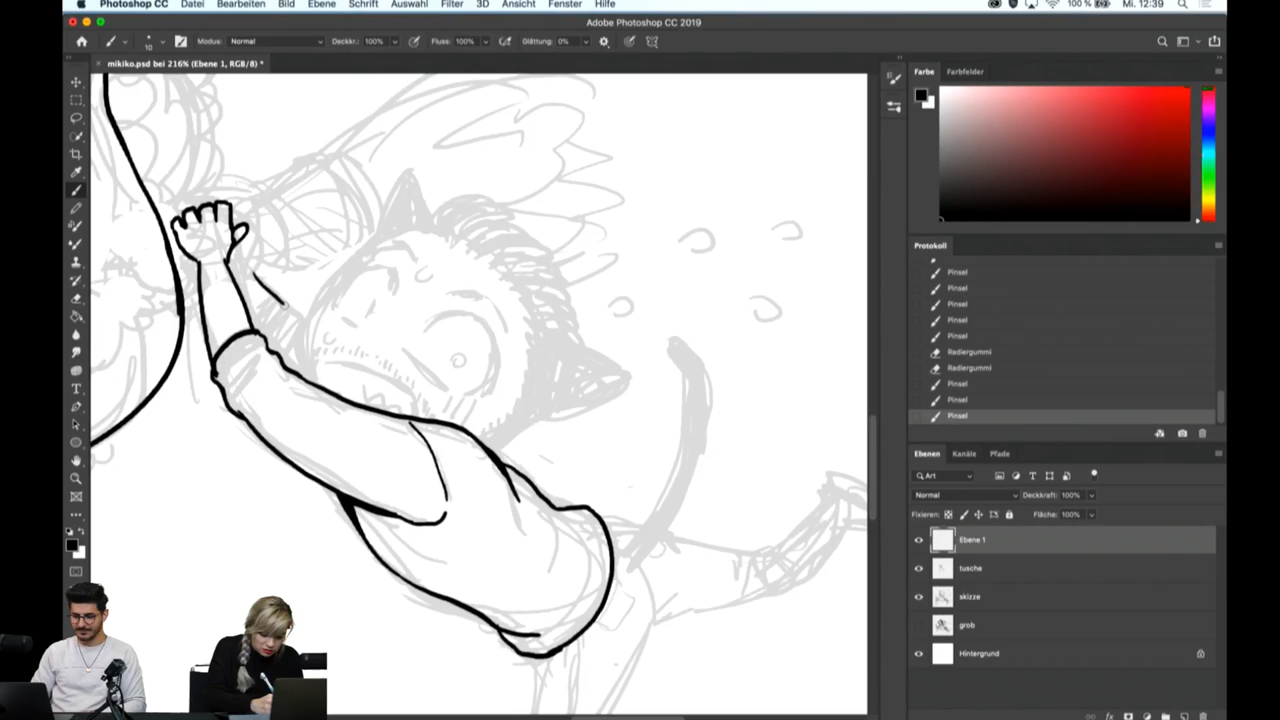 Photoshop CC Datei Bearbeiten Bild Ebene Schrift Auswahl Filter 3D Ansicht Fenster Hilfe 100 % Mi. 12:39
Adobe Photoshop CC 2019
10 Modus: Normal Deckkr.: 100% Fluss: 100% Glättung: 0%
mikiko.psd bei 216% (Ebene 1, RGB/8) *
Farbe Farbfelder
Protokoll
Pinsel
Pinsel
Pinsel
Pinsel
Pinsel
Radiergummi
Radiergummi
Pinsel
Pinsel
Pinsel
Ebenen Kanäle Pfade
Art
Normal Deckkraft: 100%
Fixieren: Fläche: 100%
Ebene 1
tusche
skizze
grob
Hintergrund
fx